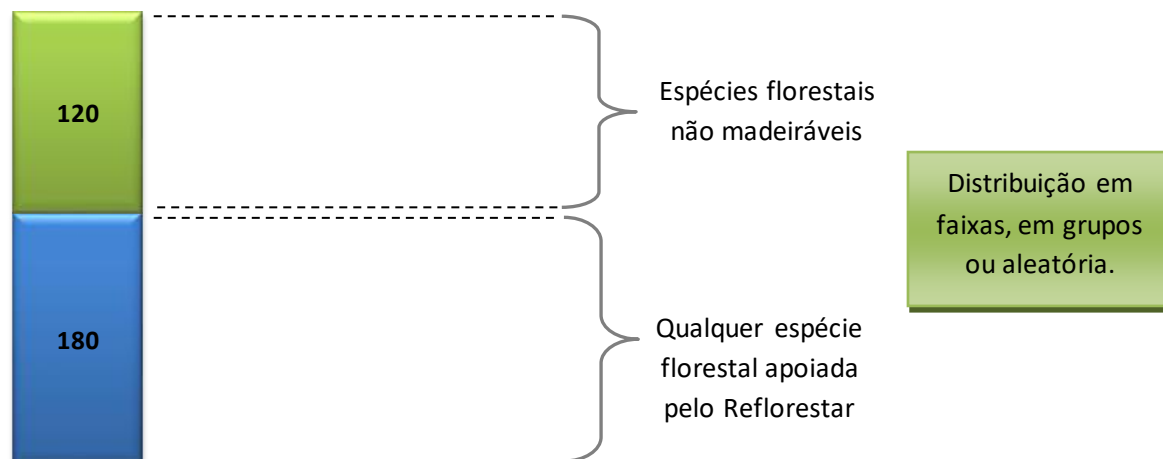 120
Espécies florestais
não madeiráveis
Distribuição em
faixas, em grupos
ou aleatória.
180
Qualquer espécie
florestal apoiada
pelo Reflorestar